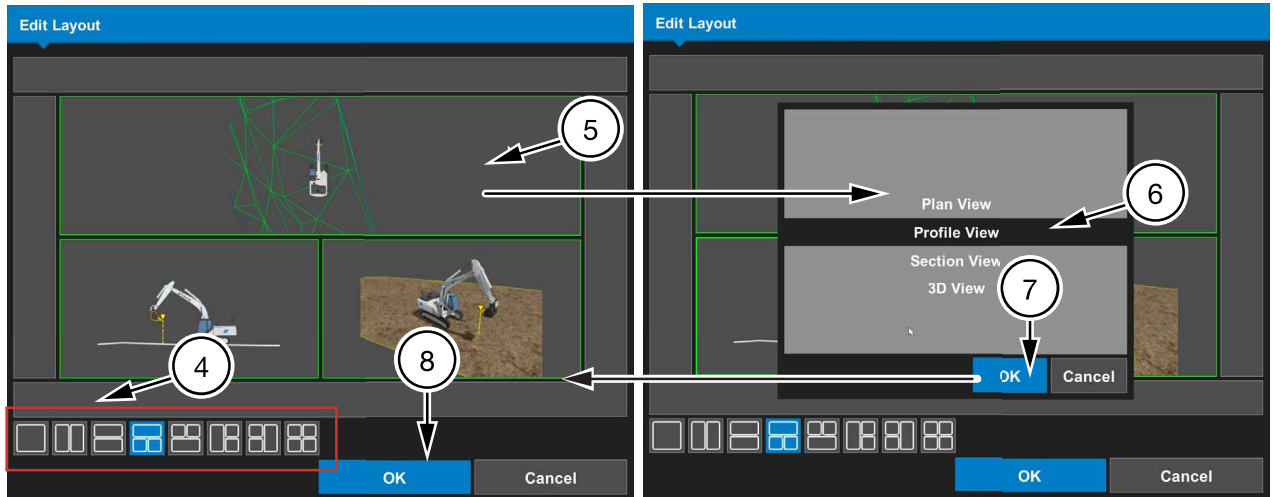 Edit Layout
5
4
8
OK
Cancel
Edit Layout
Plan View
6
Profile View
Section View
3D View
7
OK
Cancel
OK
Cancel